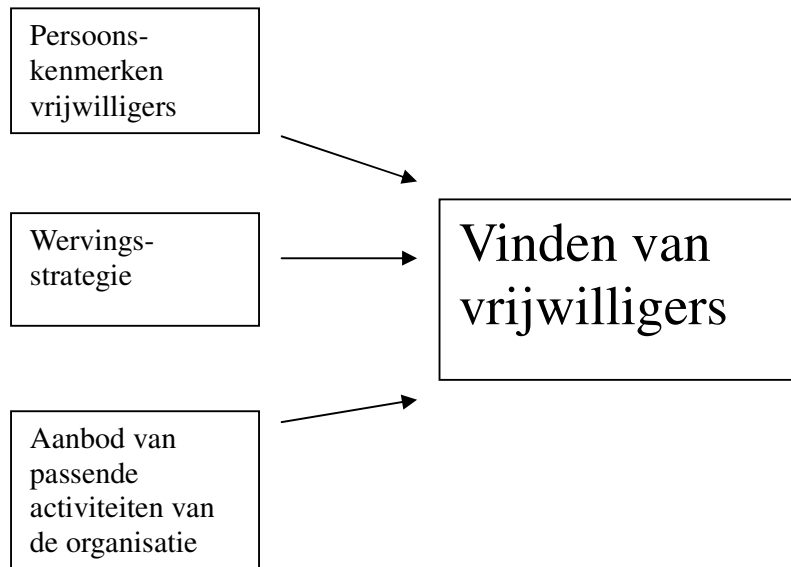 Persoons-
kenmerken
vrijwilligers
Wervings-
strategie
Vinden van
vrijwilligers
Aanbod van
passende
activiteiten van
de organisatie